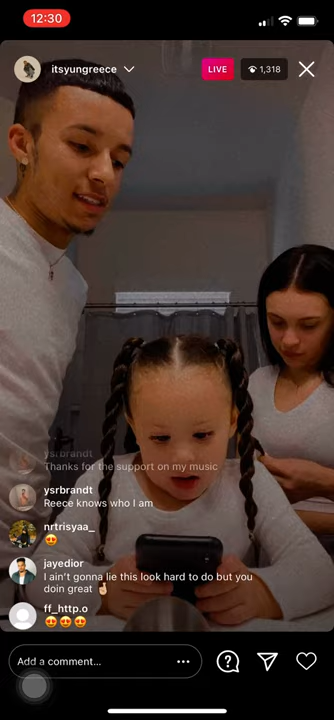 12:30
itsyungreece
LIVE
1,318
ysrbrandt
Thanks for the support on my music
ysrbrandt
Reece knows who I am
nrtrisyaa_
😍
jayedior
I ain't gonna lie this look hard to do but you
doin great ☝🏻
ff_http.o
😍😍😍
Add a comment...